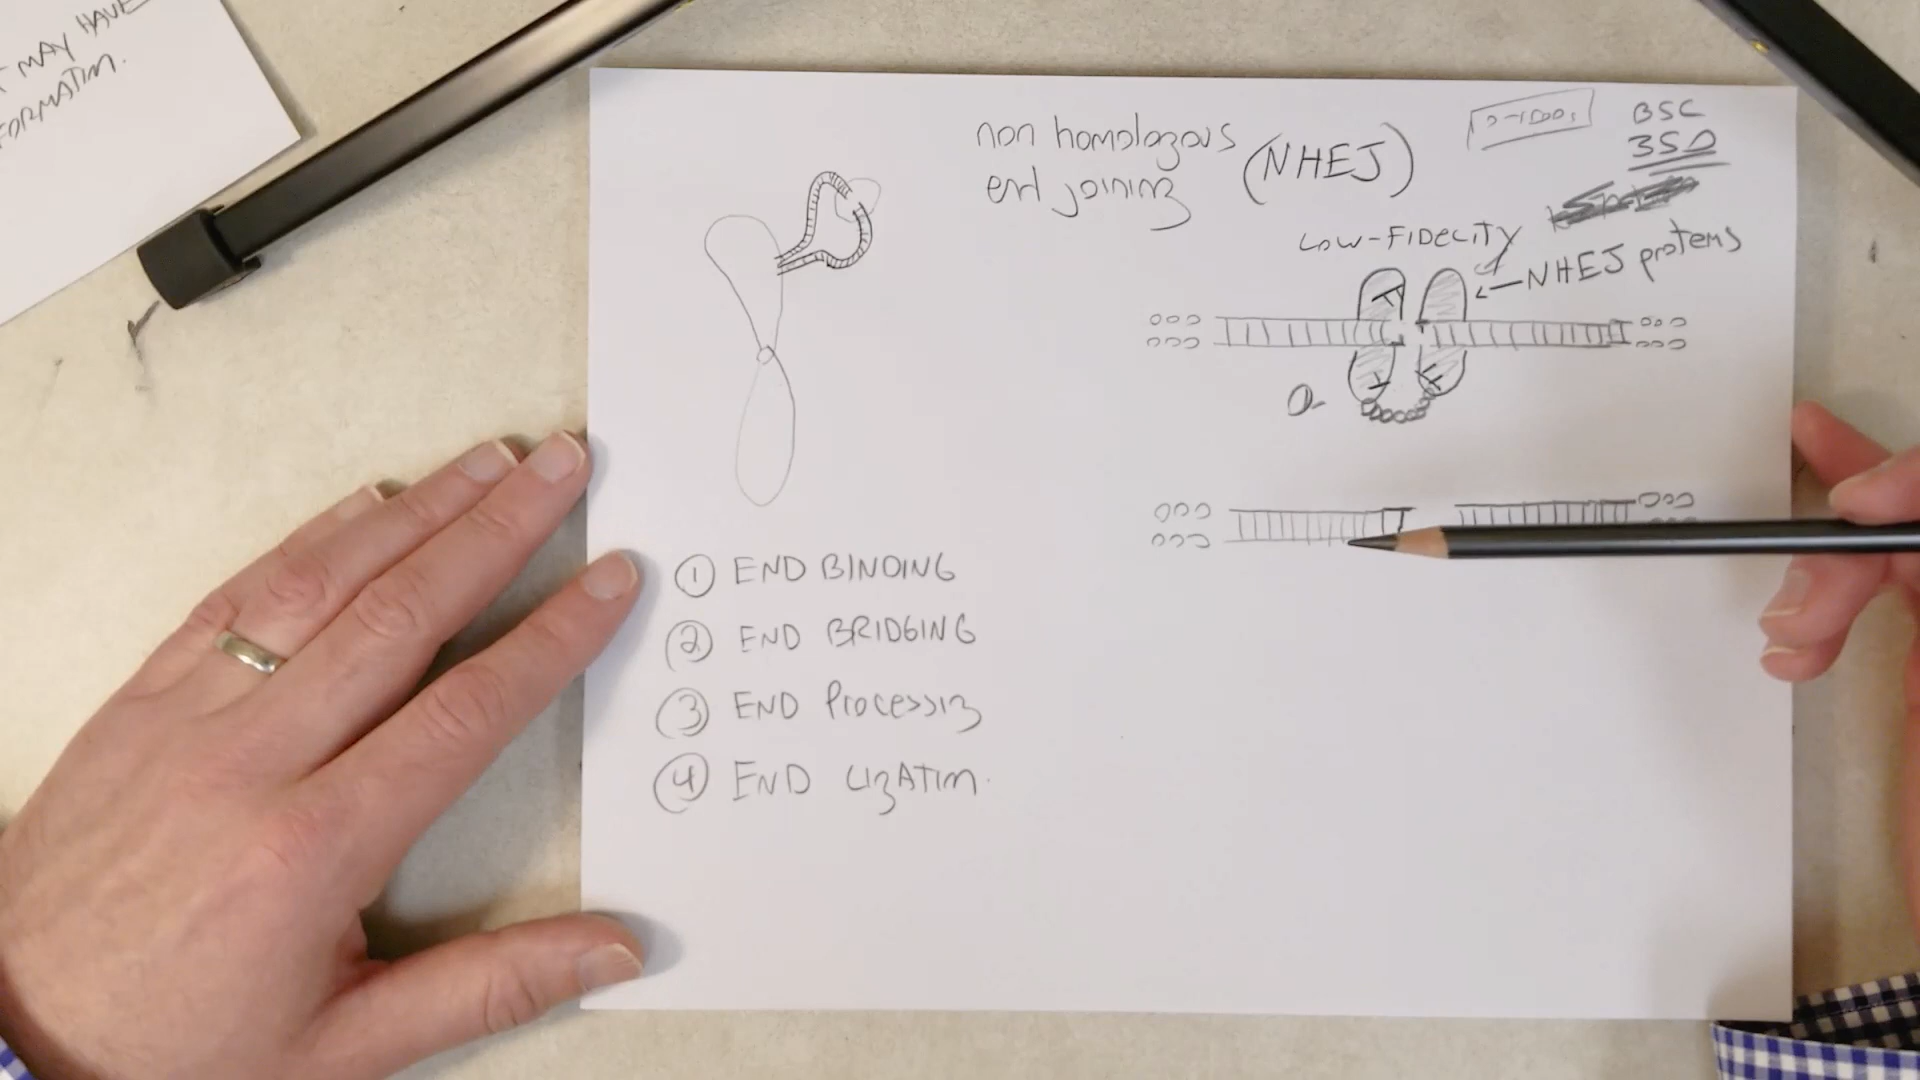 MAY HAVE
non homologous
end joining (NHEJ)
BSC
350
LOW-FIDELITY
NHEJ proteins
① END BINDING
② END BRIDGING
③ END Processing
④ END LIGATION.